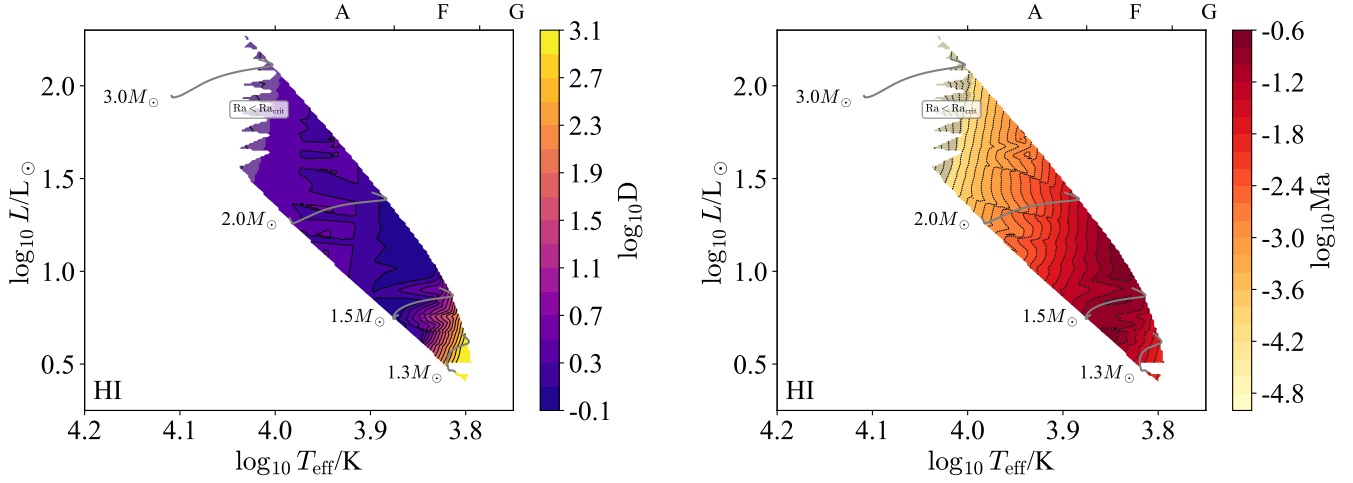 A F G
2.0
1.5
1.0
0.5
4.2 4.1 4.0 3.9 3.8
log₁₀ T_eff/K
log₁₀ L/L☉
3.0M☉
Ra < Ra_crit
2.0M☉
1.5M☉
1.3M☉
HI
3.1
2.7
2.3
1.9
1.5
1.1
0.7
0.3
-0.1
log₁₀D
A F G
2.0
1.5
1.0
0.5
4.2 4.1 4.0 3.9 3.8
log₁₀ T_eff/K
log₁₀ L/L☉
3.0M☉
Ra < Ra_crit
2.0M☉
1.5M☉
1.3M☉
HI
-0.6
-1.2
-1.8
-2.4
-3.0
-3.6
-4.2
-4.8
log₁₀Ma